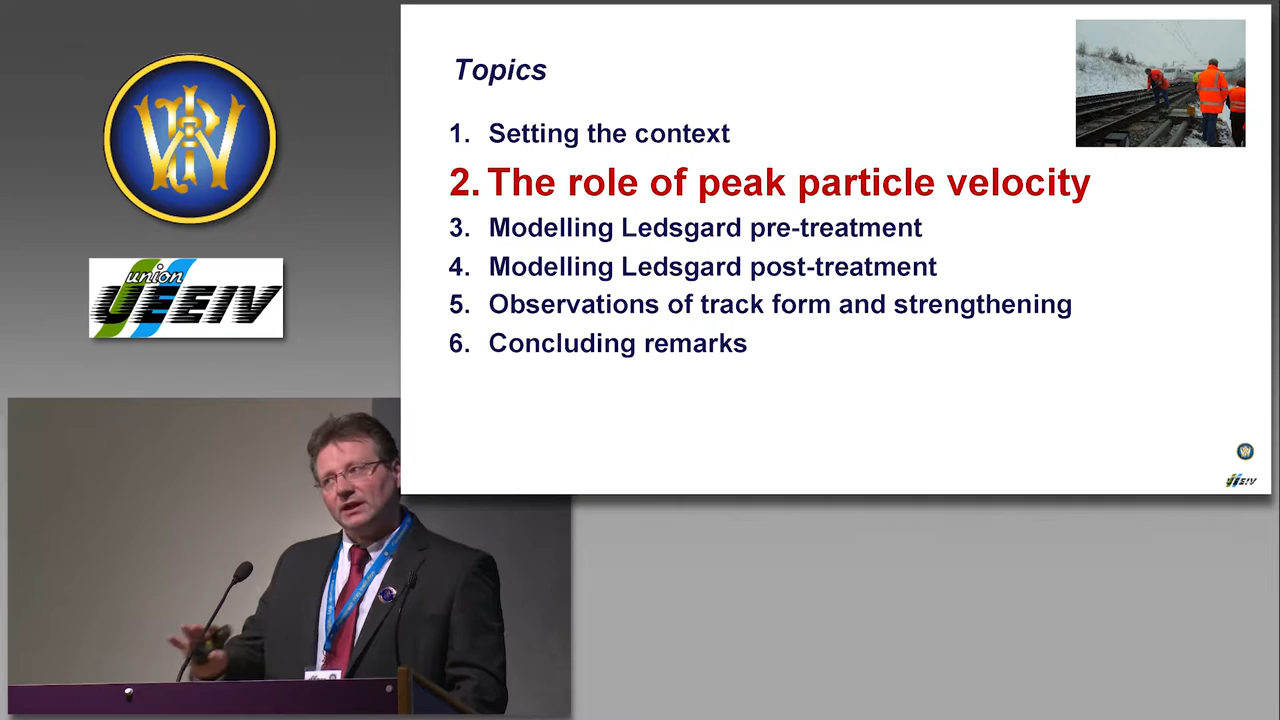 Topics
1. Setting the context
2. The role of peak particle velocity
3. Modelling Ledsgard pre-treatment
4. Modelling Ledsgard post-treatment
5. Observations of track form and strengthening
6. Concluding remarks
union
UEEIV
UEEIV